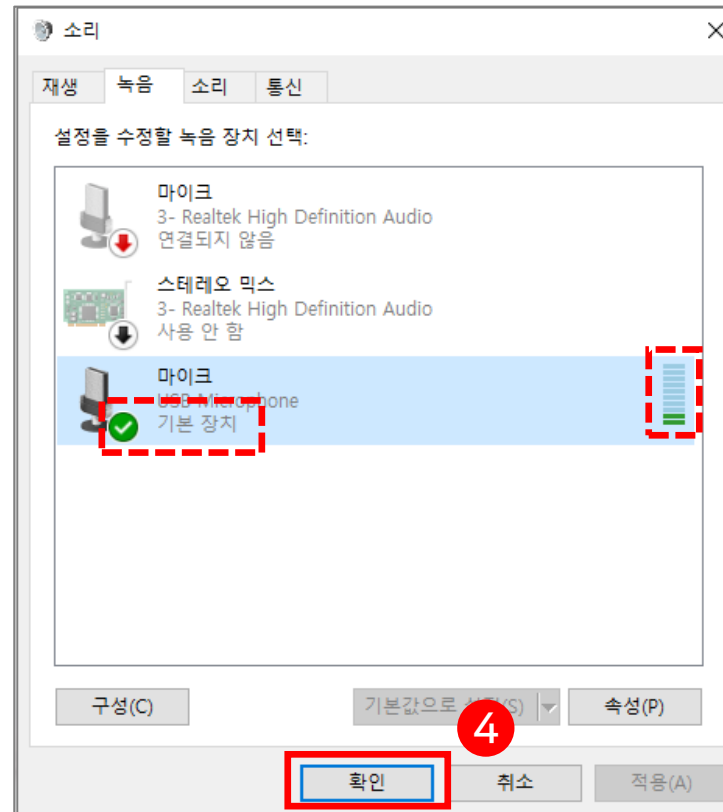 소리
재생 녹음 소리 통신
설정을 수정할 녹음 장치 선택:
마이크
3- Realtek High Definition Audio
연결되지 않음
스테레오 믹스
3- Realtek High Definition Audio
사용 안 함
마이크
USB Microphone
기본 장치
구성(C) 기본값으로 (S) 속성(P)
4
확인 취소 적용(A)